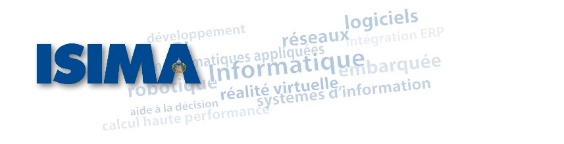 développement
logiciels
réseaux
Intégration ERP
ISIMA
matiques appliquées
Informatique
embarquée
robotique
réalité virtuelle
systèmes d'information
aide à la décision
calcul haute performance